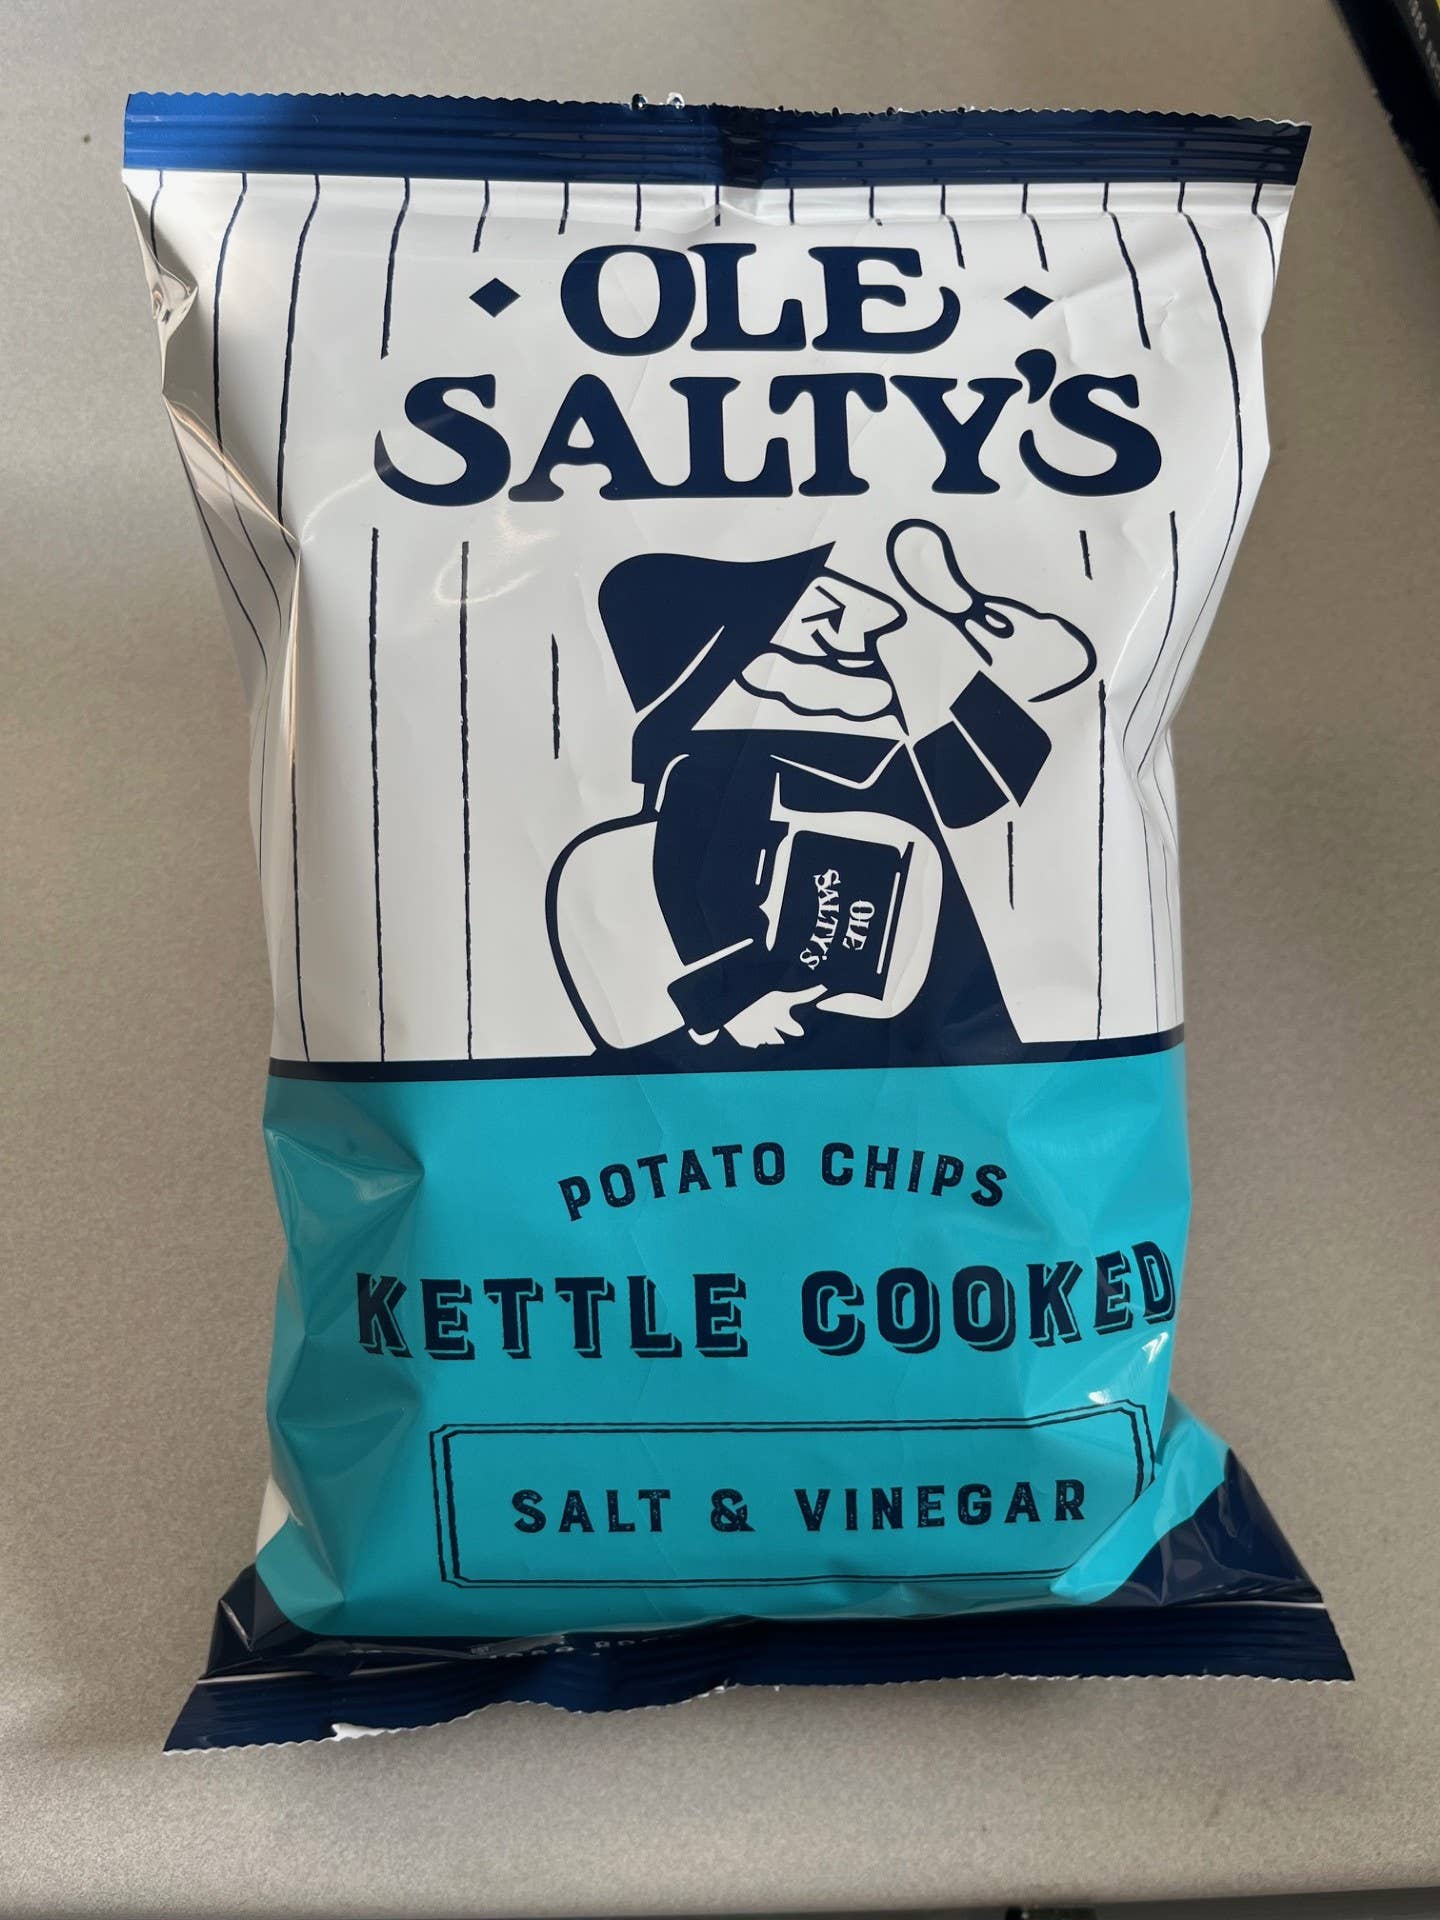 OLE
SALTY'S
OLE
SALTY'S
POTATO CHIPS
KETTLE COOKED
SALT & VINEGAR